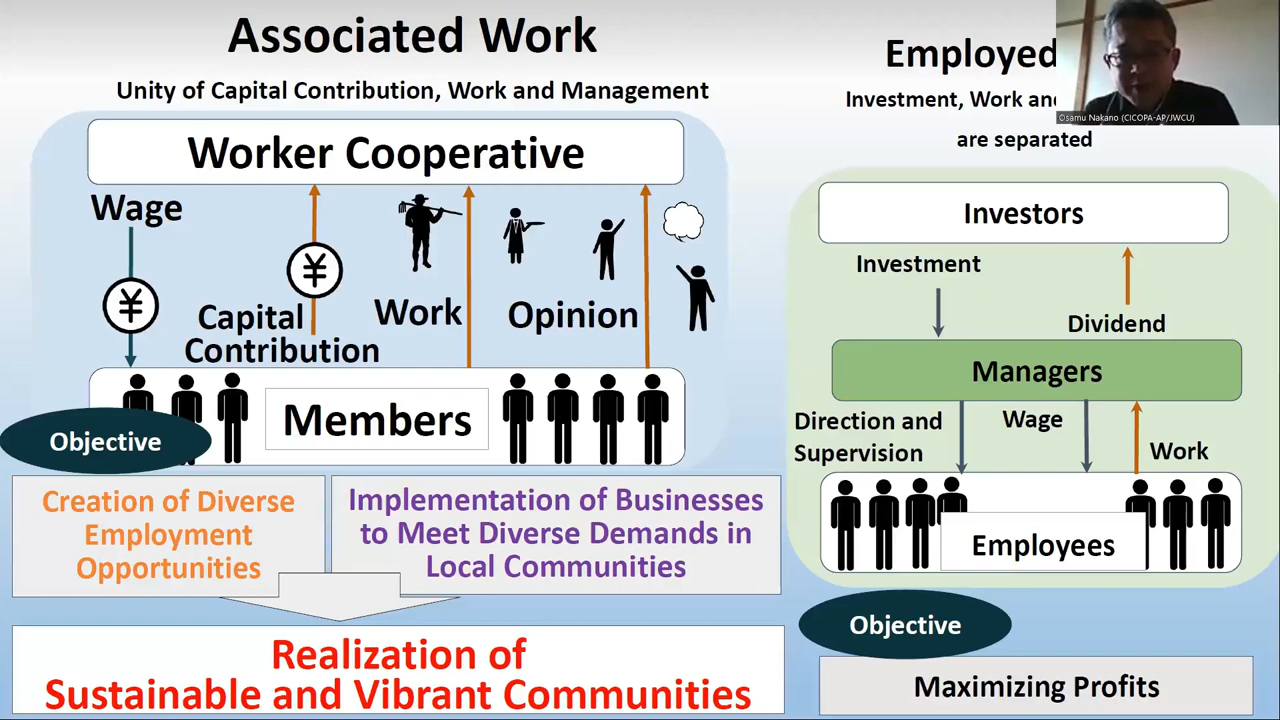 Associated Work
Unity of Capital Contribution, Work and Management
Worker Cooperative
Wage
¥
¥
Capital
Contribution
Work
Opinion
Members
Objective
Creation of Diverse
Employment
Opportunities
Implementation of Businesses
to Meet Diverse Demands in
Local Communities
Realization of
Sustainable and Vibrant Communities
Employed
Investment, Work and
are separated
Osamu Nakano (CICOPA-AP/JWCU)
Investors
Investment
Dividend
Managers
Direction and
Supervision
Wage
Work
Employees
Objective
Maximizing Profits